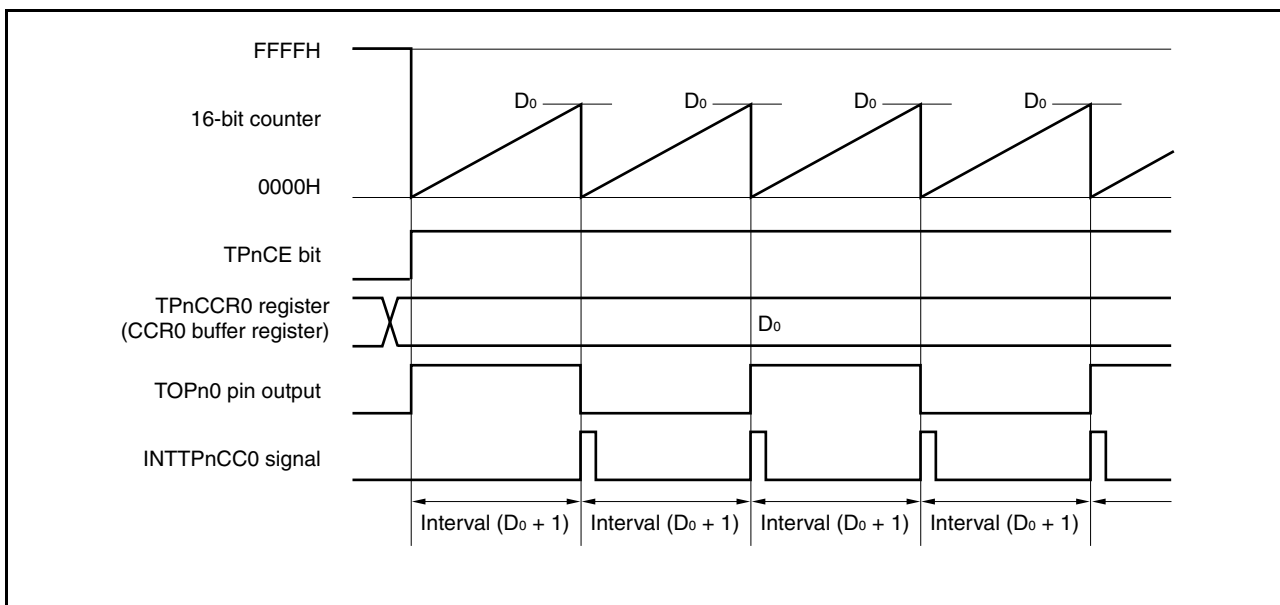 FFFFH
D₀ D₀ D₀ D₀
16-bit counter
0000H
TPnCE bit
TPnCCR0 register
(CCR0 buffer register)
D₀
TOPn0 pin output
INTTPnCC0 signal
Interval (D₀ + 1) Interval (D₀ + 1) Interval (D₀ + 1) Interval (D₀ + 1)